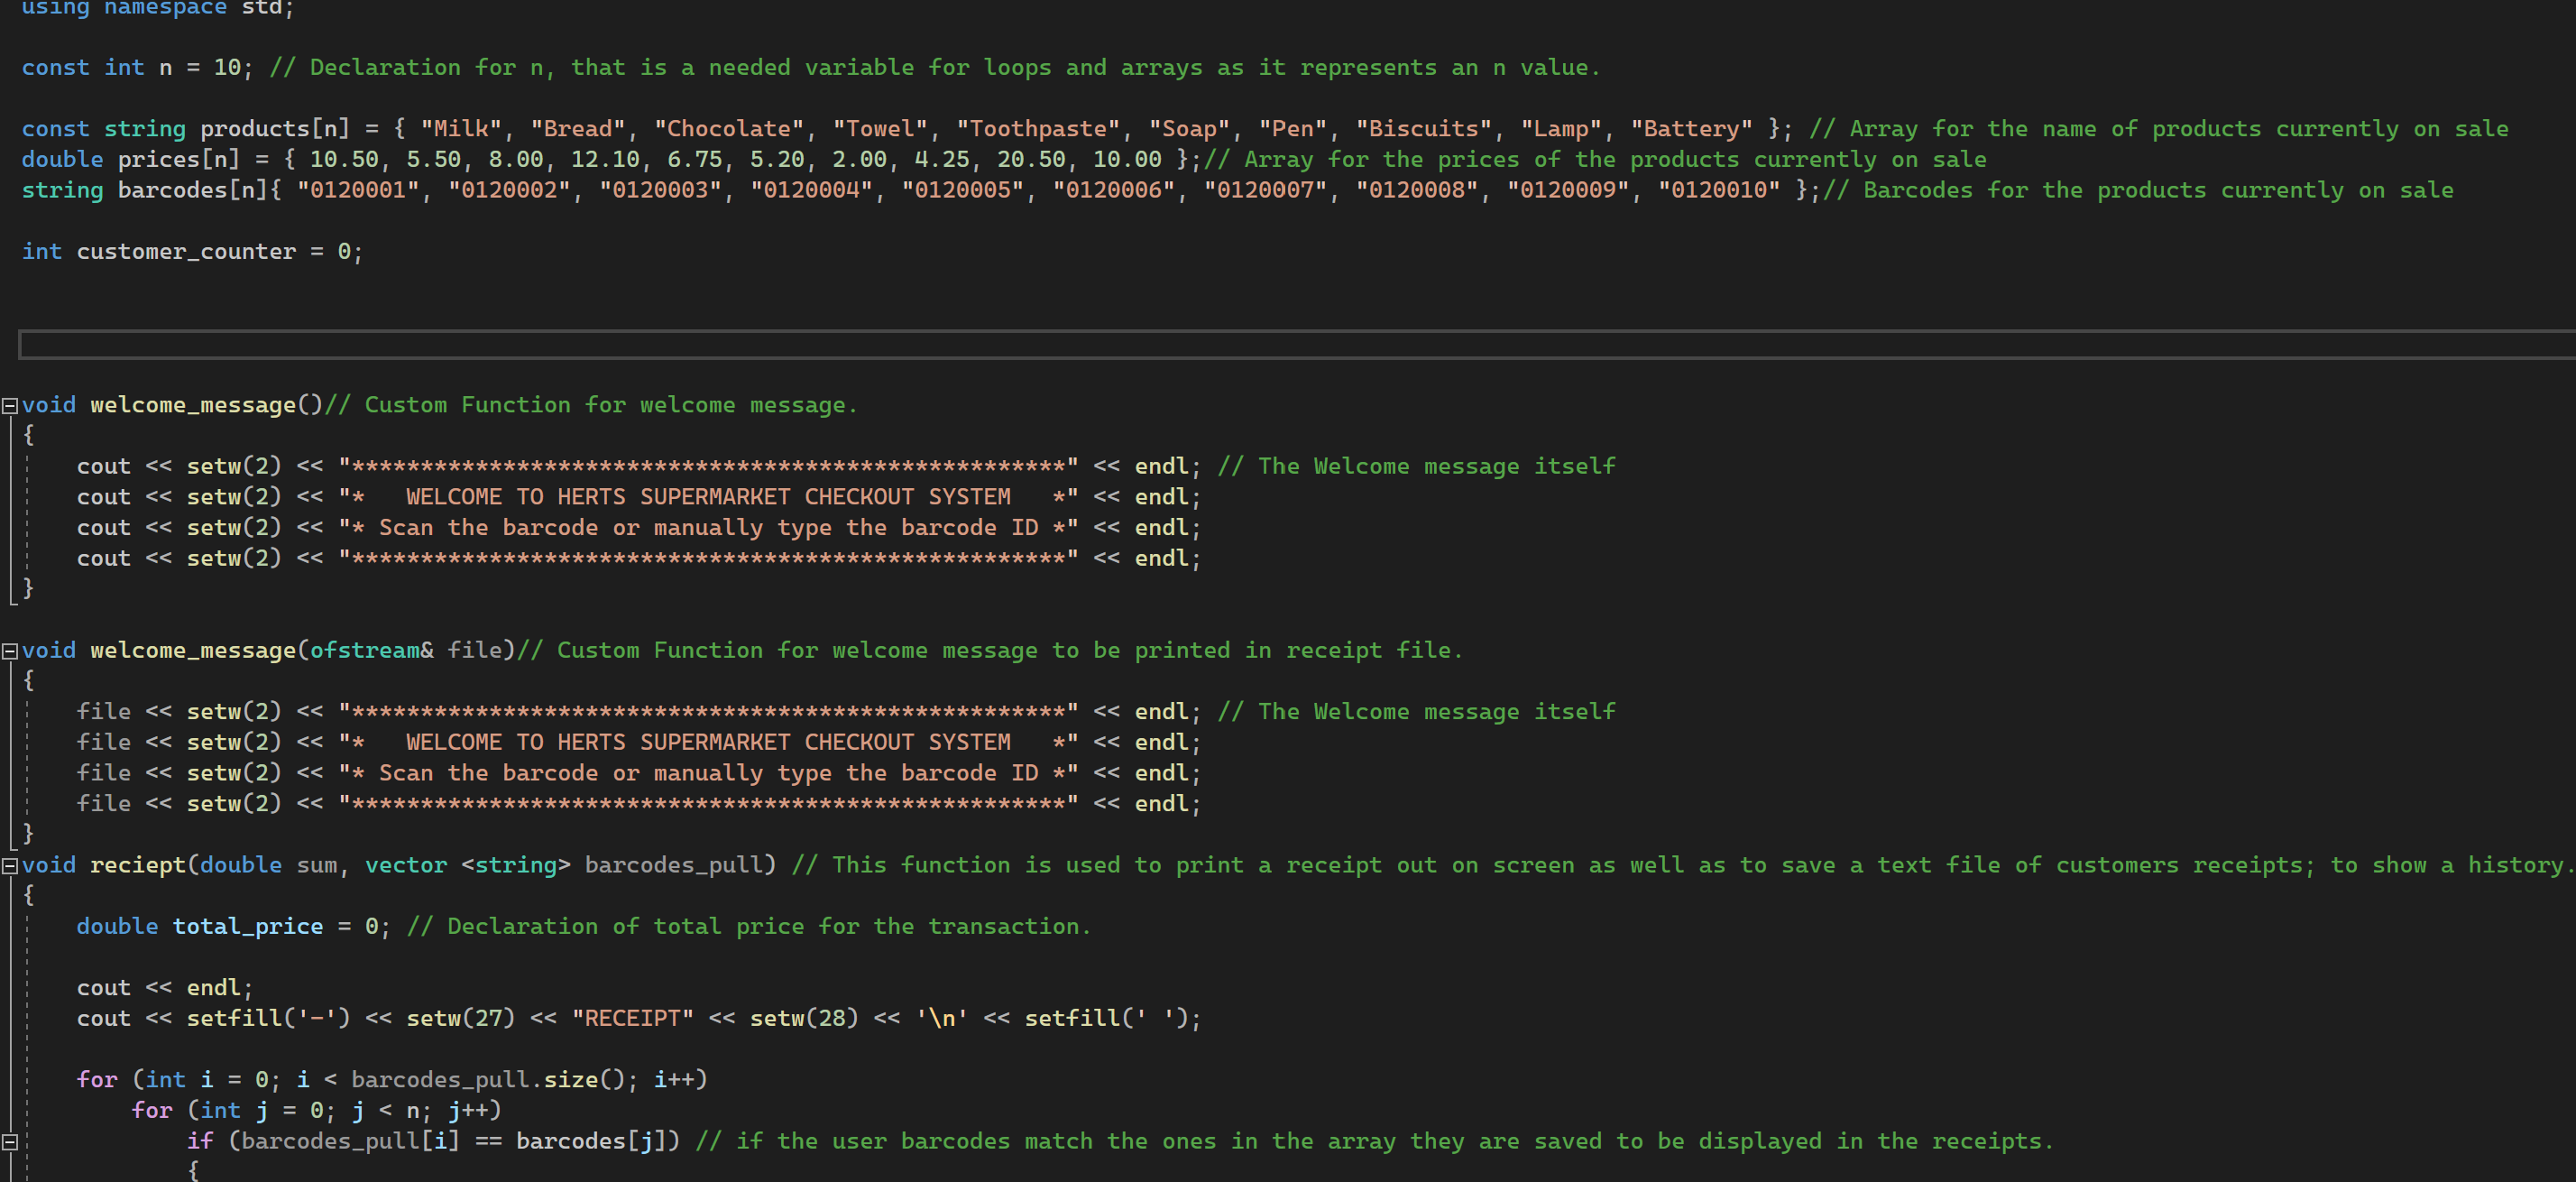 using namespace std;
const int n = 10; // Declaration for n, that is a needed variable for loops and arrays as it represents an n value.
const string products[n] = { "Milk", "Bread", "Chocolate", "Towel", "Toothpaste", "Soap", "Pen", "Biscuits", "Lamp", "Battery" }; // Array for the name of products currently on sale
double prices[n] = { 10.50, 5.50, 8.00, 12.10, 6.75, 5.20, 2.00, 4.25, 20.50, 10.00 };// Array for the prices of the products currently on sale
string barcodes[n]{ "0120001", "0120002", "0120003", "0120004", "0120005", "0120006", "0120007", "0120008", "0120009", "0120010" };// Barcodes for the products currently on sale
int customer_counter = 0;
void welcome_message()// Custom Function for welcome message.
{
cout << setw(2) << "****************************************************" << endl; // The Welcome message itself
cout << setw(2) << "*   WELCOME TO HERTS SUPERMARKET CHECKOUT SYSTEM   *" << endl;
cout << setw(2) << "* Scan the barcode or manually type the barcode ID *" << endl;
cout << setw(2) << "****************************************************" << endl;
}
void welcome_message(ofstream& file)// Custom Function for welcome message to be printed in receipt file.
{
file << setw(2) << "****************************************************" << endl; // The Welcome message itself
file << setw(2) << "*   WELCOME TO HERTS SUPERMARKET CHECKOUT SYSTEM   *" << endl;
file << setw(2) << "* Scan the barcode or manually type the barcode ID *" << endl;
file << setw(2) << "****************************************************" << endl;
}
void reciept(double sum, vector <string> barcodes_pull) // This function is used to print a receipt out on screen as well as to save a text file of customers receipts; to show a history.
{
double total_price = 0; // Declaration of total price for the transaction.
cout << endl;
cout << setfill('-') << setw(27) << "RECEIPT" << setw(28) << '\n' << setfill(' ');
for (int i = 0; i < barcodes_pull.size(); i++)
for (int j = 0; j < n; j++)
if (barcodes_pull[i] == barcodes[j]) // if the user barcodes match the ones in the array they are saved to be displayed in the receipts.
{